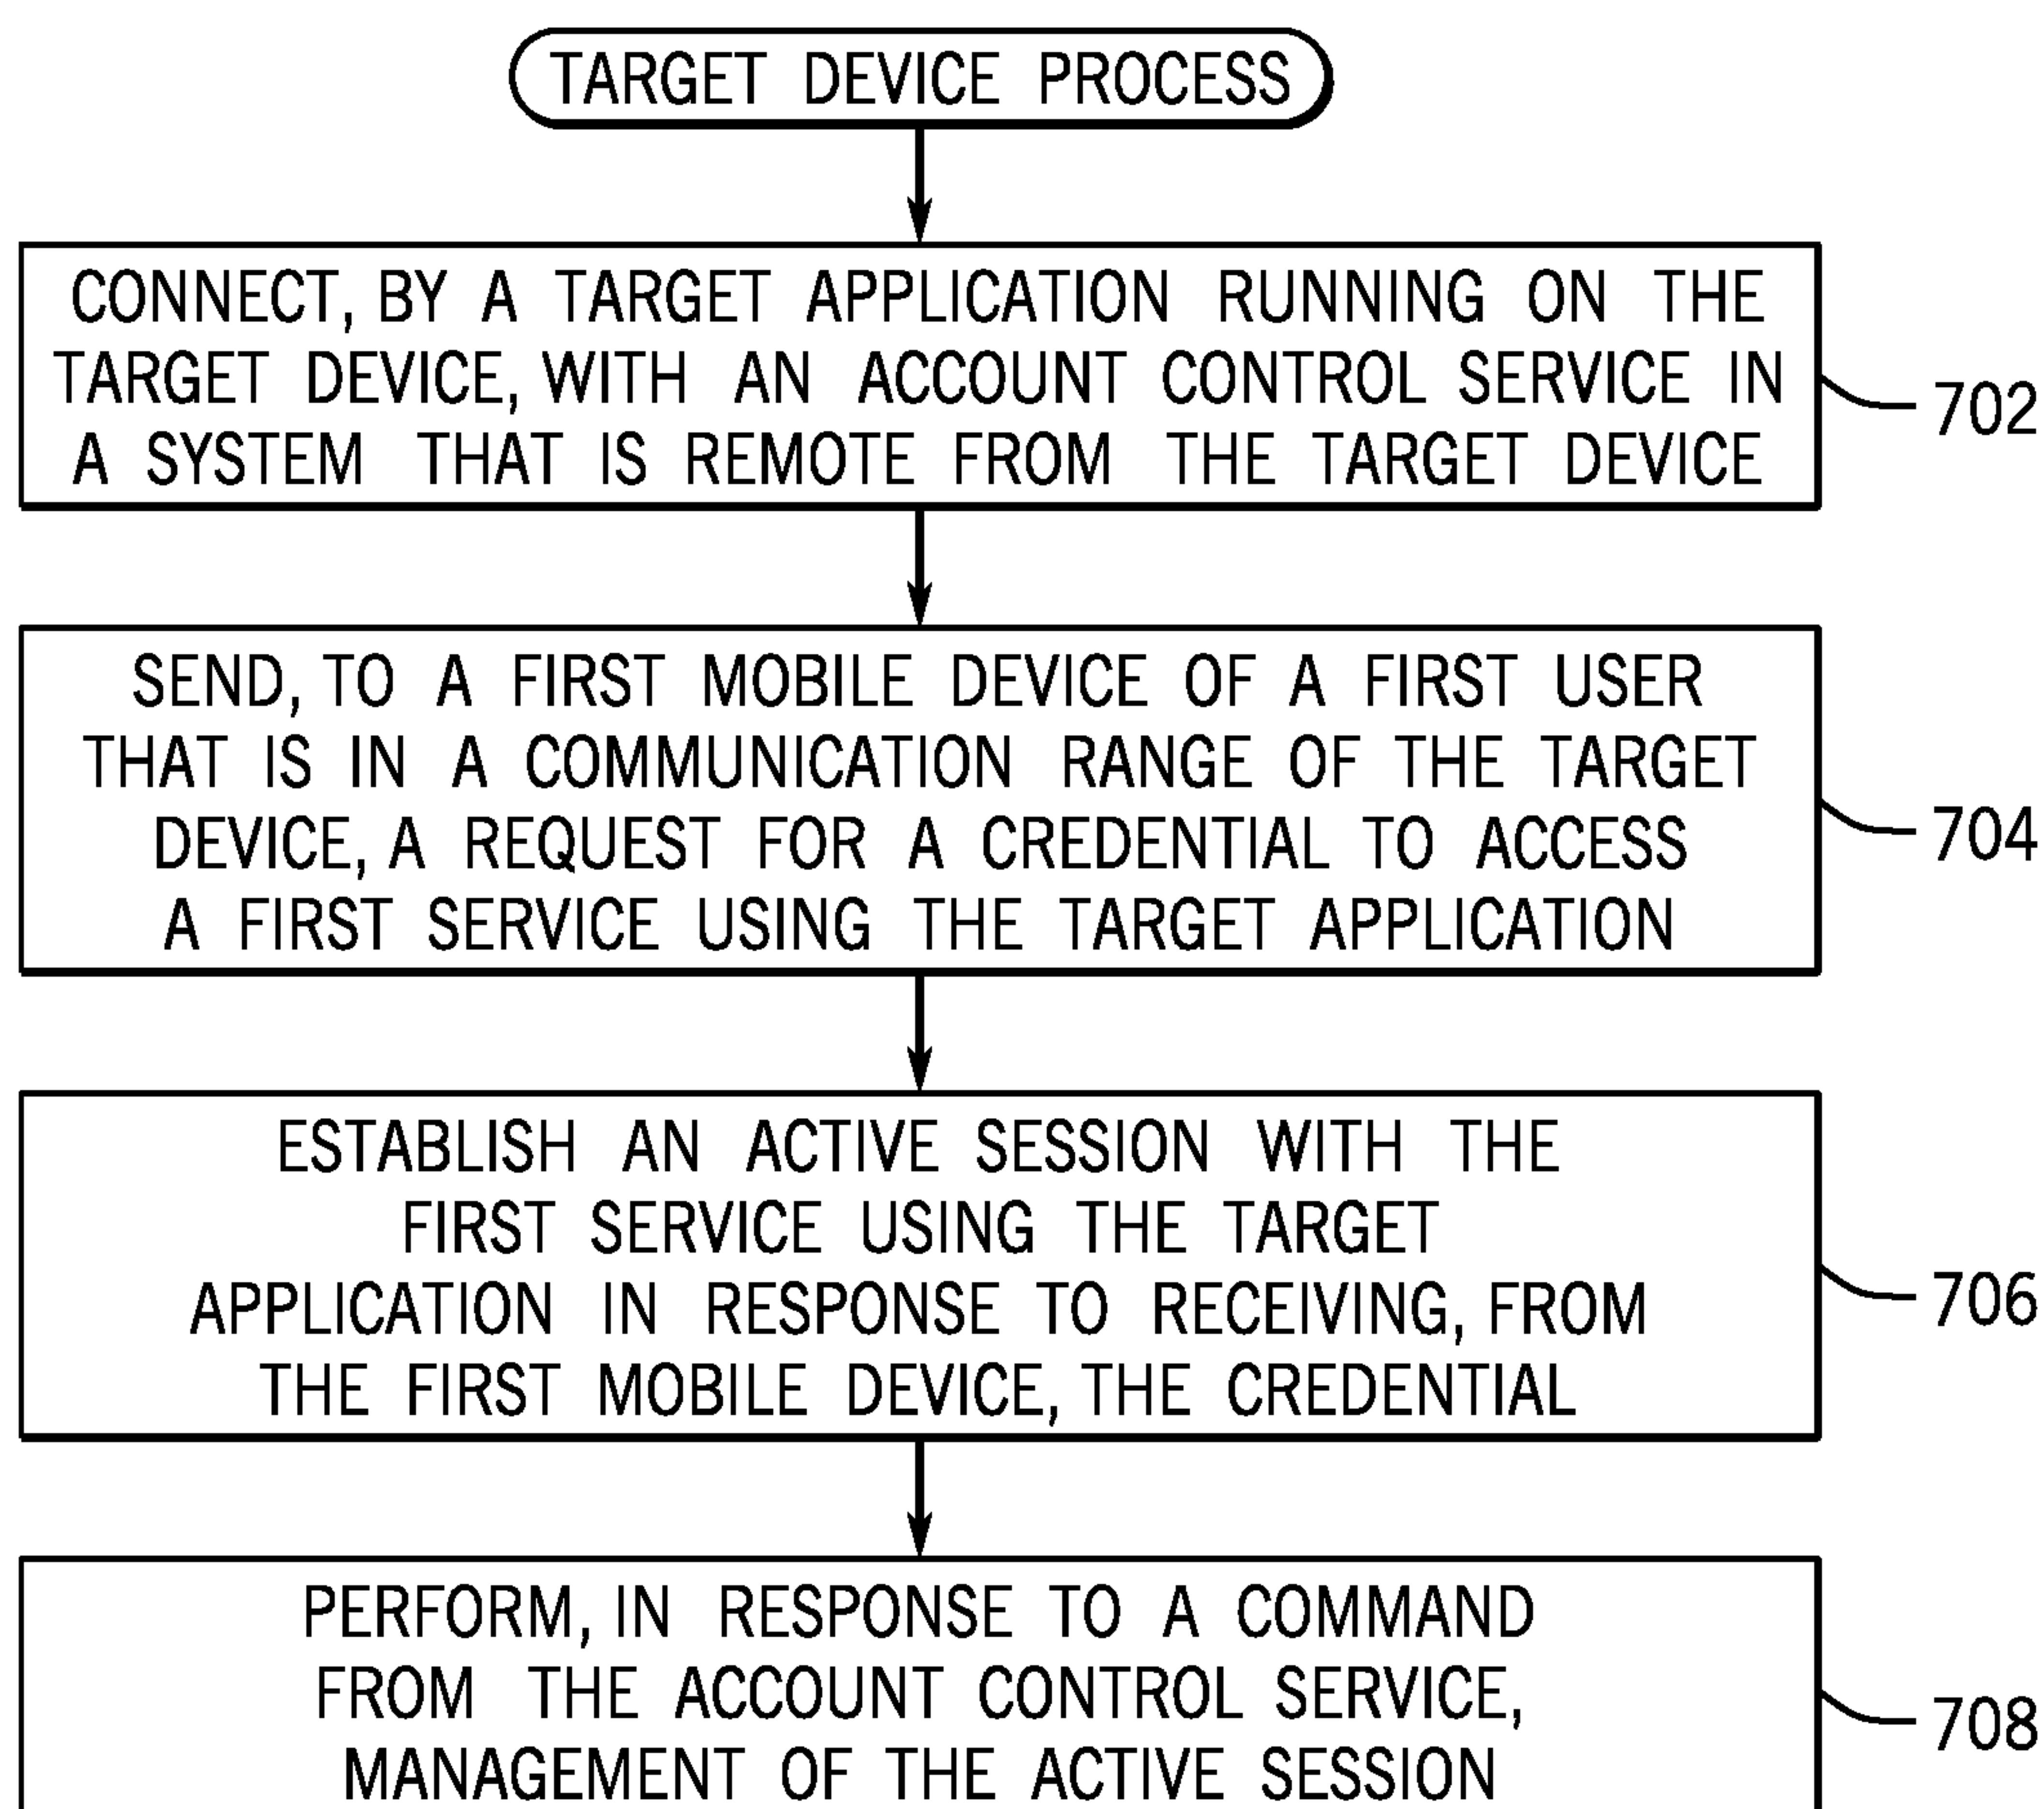 TARGET DEVICE PROCESS
CONNECT, BY A TARGET APPLICATION RUNNING ON THE
TARGET DEVICE, WITH AN ACCOUNT CONTROL SERVICE IN
A SYSTEM THAT IS REMOTE FROM THE TARGET DEVICE
702
SEND, TO A FIRST MOBILE DEVICE OF A FIRST USER
THAT IS IN A COMMUNICATION RANGE OF THE TARGET
DEVICE, A REQUEST FOR A CREDENTIAL TO ACCESS
A FIRST SERVICE USING THE TARGET APPLICATION
704
ESTABLISH AN ACTIVE SESSION WITH THE
FIRST SERVICE USING THE TARGET
APPLICATION IN RESPONSE TO RECEIVING, FROM
THE FIRST MOBILE DEVICE, THE CREDENTIAL
706
PERFORM, IN RESPONSE TO A COMMAND
FROM THE ACCOUNT CONTROL SERVICE,
MANAGEMENT OF THE ACTIVE SESSION
708